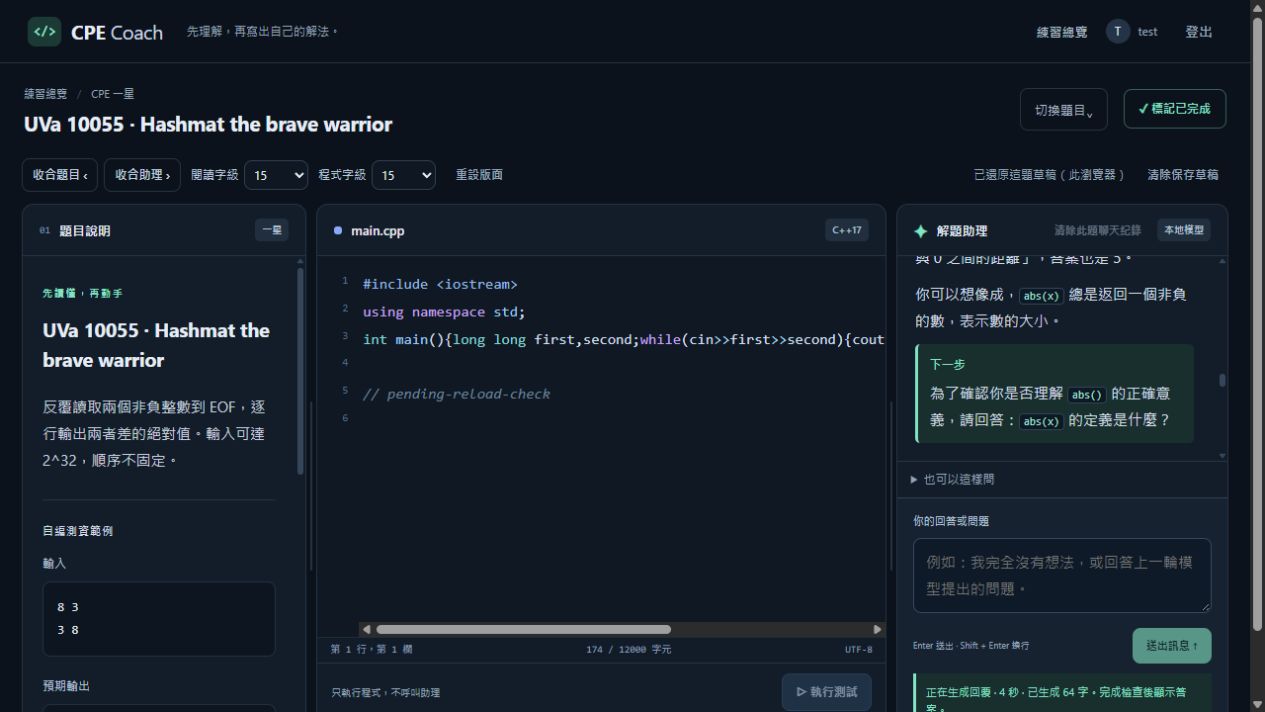 </> CPE Coach 先理解，再寫出自己的解法。 練習總覽 T test 登出
練習總覽 / CPE 一星
UVa 10055 · Hashmat the brave warrior
切換題目⌄ ✓標記已完成
收合題目‹ 收合助理› 閱讀字級 15 程式字級 15 重設版面 已還原這題草稿（此瀏覽器） 清除保存草稿
01 題目說明 一星
先讀懂，再動手
UVa 10055 · Hashmat the
brave warrior
反覆讀取兩個非負整數到 EOF，逐
行輸出兩者差的絕對值。輸入可達
2^32，順序不固定。
自編測資範例
輸入
8 3
3 8
預期輸出
main.cpp C++17
1 #include <iostream>
2 using namespace std;
3 int main(){long long first,second;while(cin>>first>>second){cout
4
5 // pending-reload-check
6
第 1 行，第 1 欄 174 / 12000 字元 UTF-8
只執行程式，不呼叫助理 ▷ 執行測試
解題助理 清除此題聊天紀錄 本地模型
與 0 之間的距離了，答案也是 5。
你可以想像成，abs(x) 總是返回一個非負
的數，表示數的大小。
下一步
為了確認你是否理解 abs() 的正確意
義，請回答：abs(x) 的定義是什麼？
▶ 也可以這樣問
你的回答或問題
例如：我完全沒有想法，或回答上一輪模
型提出的問題。
Enter 送出 · Shift + Enter 換行 送出訊息 ↑
正在生成回覆 · 4 秒 · 已生成 64 字。完成檢查後顯示答
案。